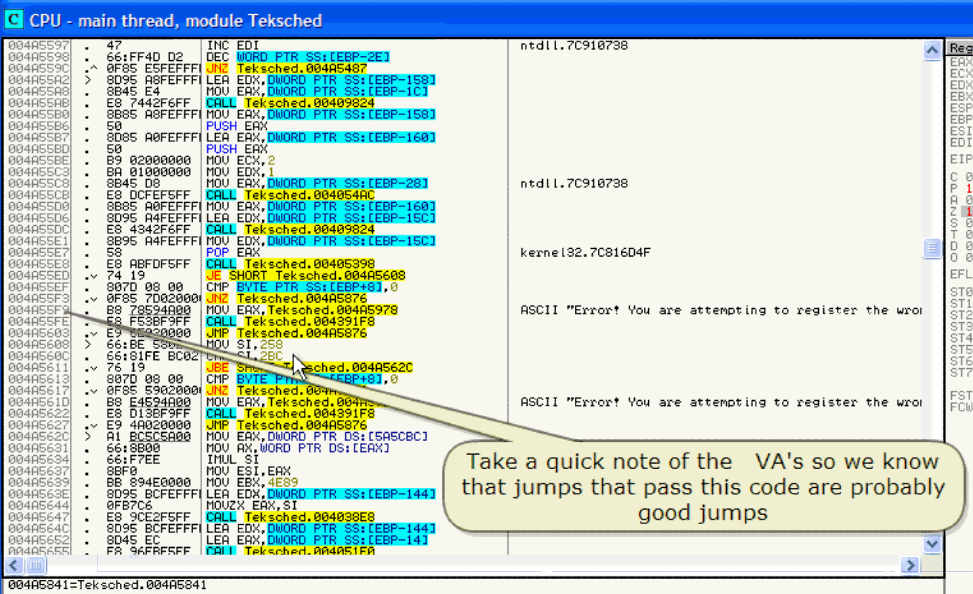 C CPU - main thread, module Teksched
004A5597 . 47 INC EDI ntdll.7C910738
004A5598 . 66:FF4D D2 DEC WORD PTR SS:[EBP-2E]
004A559C .^ 0F85 E5FEFFFF JNZ Teksched.004A5487
004A55A2 > 8D95 A8FEFFFF LEA EDX,DWORD PTR SS:[EBP-158]
004A55A8 . 8B45 E4 MOV EAX,DWORD PTR SS:[EBP-1C]
004A55AB . E8 7442F6FF CALL Teksched.00409824
004A55B0 . 8B85 A8FEFFFF MOV EAX,DWORD PTR SS:[EBP-158]
004A55B6 . 50 PUSH EAX
004A55B7 . 8D85 A0FEFFFF LEA EAX,DWORD PTR SS:[EBP-160]
004A55BD . 50 PUSH EAX
004A55BE . B9 02000000 MOV ECX,2
004A55C3 . BA 01000000 MOV EDX,1
004A55C8 . 8B45 D8 MOV EAX,DWORD PTR SS:[EBP-28] ntdll.7C910738
004A55CB . E8 DCFEF5FF CALL Teksched.004054AC
004A55D0 . 8B85 A0FEFFFF MOV EAX,DWORD PTR SS:[EBP-160]
004A55D6 . 8D95 A4FEFFFF LEA EDX,DWORD PTR SS:[EBP-15C]
004A55DC . E8 4342F6FF CALL Teksched.00409824
004A55E1 . 8B95 A4FEFFFF MOV EDX,DWORD PTR SS:[EBP-15C]
004A55E7 . 58 POP EAX kernel32.7C816D4F
004A55E8 . E8 ABFDF5FF CALL Teksched.00405398
004A55ED .v 74 19 JE SHORT Teksched.004A5608
004A55EF . 807D 08 00 CMP BYTE PTR SS:[EBP+8],0
004A55F3 .v 0F85 7D020000 JNZ Teksched.004A5876
004A55F9 . B8 78594A00 MOV EAX,Teksched.004A5978 ASCII "Error! You are attempting to register the wron
004A55FE . E8 F53BF9FF CALL Teksched.004391F8
004A5603 .v E9 JMP Teksched.004A5876
004A5608 > 66:BE MOV SI,258
004A560C . 66:81FE BC02 SI,2BC
004A5611 .v 76 19 JBE SHORT Teksched.004A562C
004A5613 . 807D 08 00 CMP BYTE PTR SS:[EBP+8],0
004A5617 .v 0F85 59020000 JNZ
004A561D . B8 E4594A00 MOV EAX, ASCII "Error! You are attempting to register the wron
004A5622 . E8 D13BF9FF CALL Teksched.004391F8
004A5627 .v E9 4A020000 JMP Teksched.004A5876
004A562C > A1 BC5C5A00 MOV EAX,DWORD PTR DS:[5A5CBC]
004A5631 . 66:8B00 MOV AX,WORD PTR DS:[EAX]
004A5634 . 66:F7EE IMUL SI
004A5637 . 8BF0 MOV ESI,EAX
004A5639 . BB 894E0000 MOV EBX,4E89
004A563E . 8D95 BCFEFFFF LEA EDX,DWORD PTR SS:[EBP-144]
004A5644 . 0FB7C6 MOVZX EAX,SI
004A5647 . E8 9CE2F5FF CALL Teksched.004038E8
004A564C . 8D95 BCFEFFFF LEA EDX,DWORD PTR SS:[EBP-144]
004A5652 . 8D45 EC LEA EAX,DWORD PTR SS:[EBP-14]
004A5655 . E8 96FBF5FF CALL Teksched.004051F0
Take a quick note of the VA's so we know
that jumps that pass this code are probably
good jumps
004A5841=Teksched.004A5841
Reg
EAX
ECX
EDX
EBX
ESP
EBP
ESI
EDI
EIP
C 0
P 1
A 0
Z 1
S 0
T 0
D 0
O 0
EFL
ST0
ST1
ST2
ST3
ST4
ST5
ST6
ST7
FST
FCW